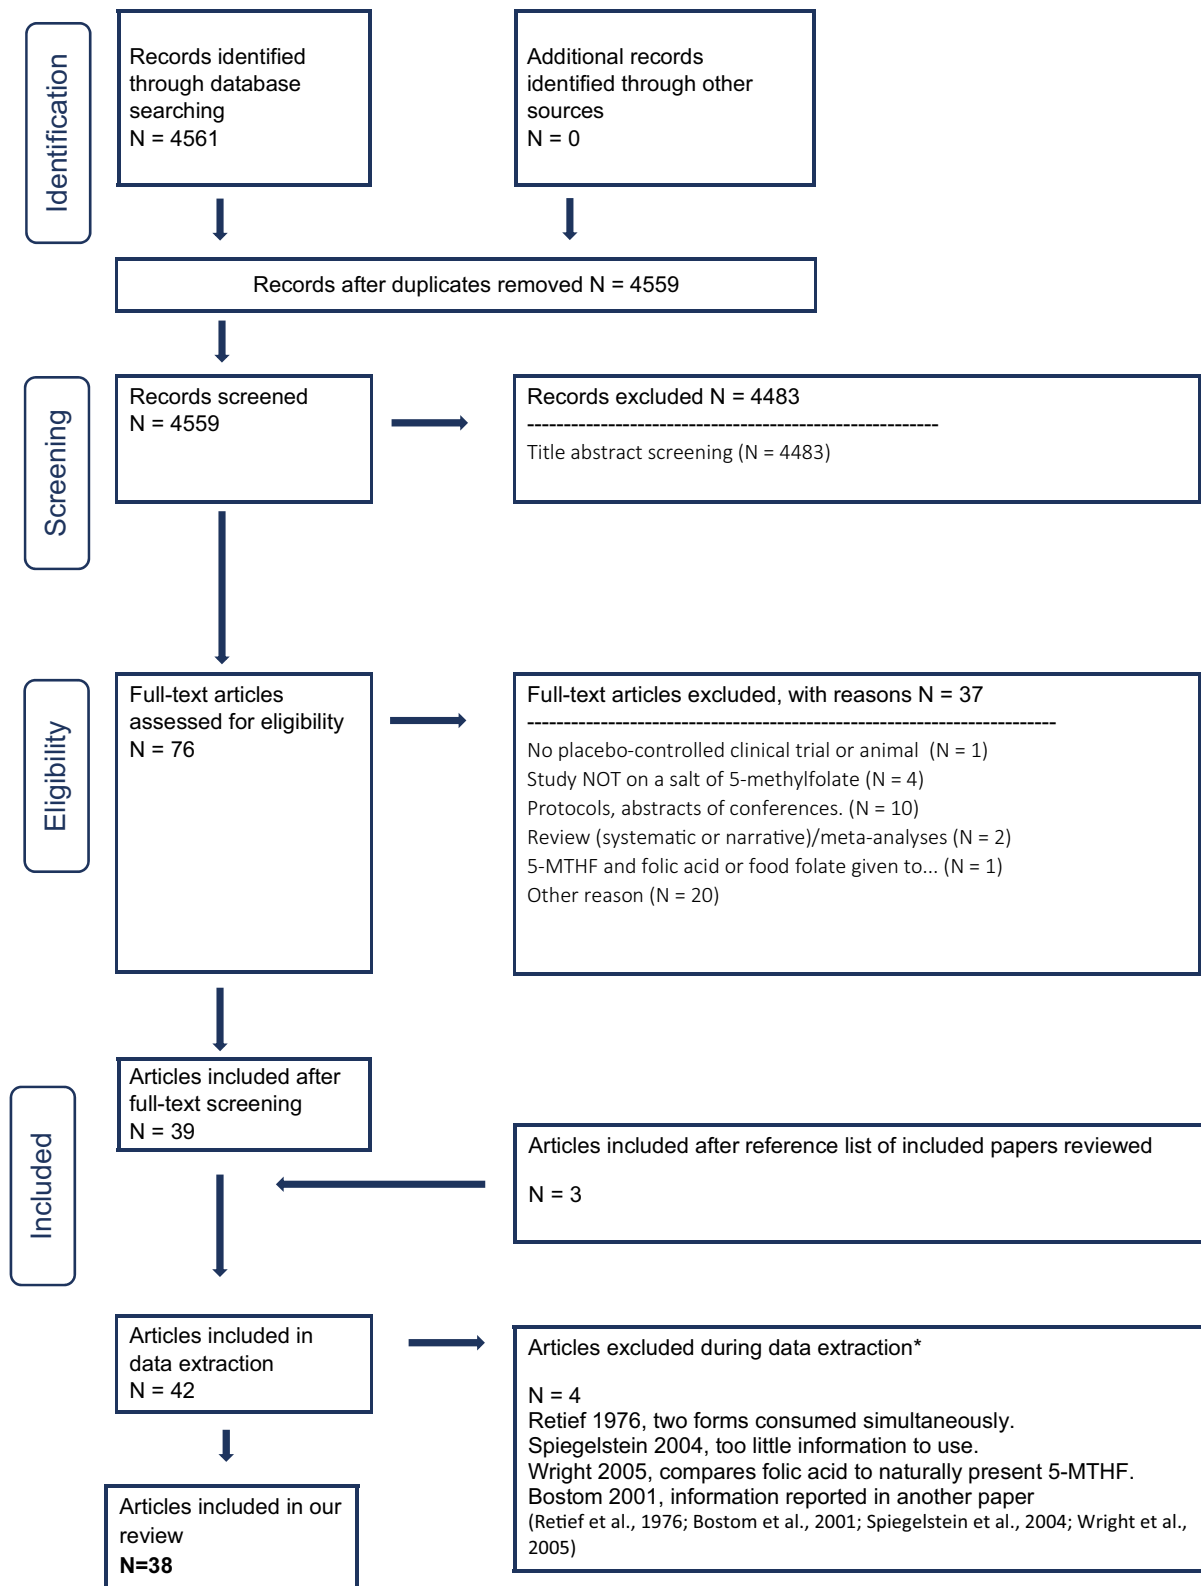 Identification
Records identified
through database
searching
N = 4561
Additional records
identified through other
sources
N = 0
Records after duplicates removed N = 4559
Screening
Records screened
N = 4559
Records excluded N = 4483
--------------------------------------------------------
Title abstract screening (N = 4483)
Eligibility
Full-text articles
assessed for eligibility
N = 76
Full-text articles excluded, with reasons N = 37
------------------------------------------------------------------------
No placebo-controlled clinical trial or animal (N = 1)
Study NOT on a salt of 5-methylfolate (N = 4)
Protocols, abstracts of conferences. (N = 10)
Review (systematic or narrative)/meta-analyses (N = 2)
5-MTHF and folic acid or food folate given to... (N = 1)
Other reason (N = 20)
Included
Articles included after
full-text screening
N = 39
Articles included after reference list of included papers reviewed
N = 3
Articles included in
data extraction
N = 42
Articles excluded during data extraction*
N = 4
Retief 1976, two forms consumed simultaneously.
Spiegelstein 2004, too little information to use.
Wright 2005, compares folic acid to naturally present 5-MTHF.
Bostom 2001, information reported in another paper
(Retief et al., 1976; Bostom et al., 2001; Spiegelstein et al., 2004; Wright et al.,
2005)
Articles included in our
review
N=38